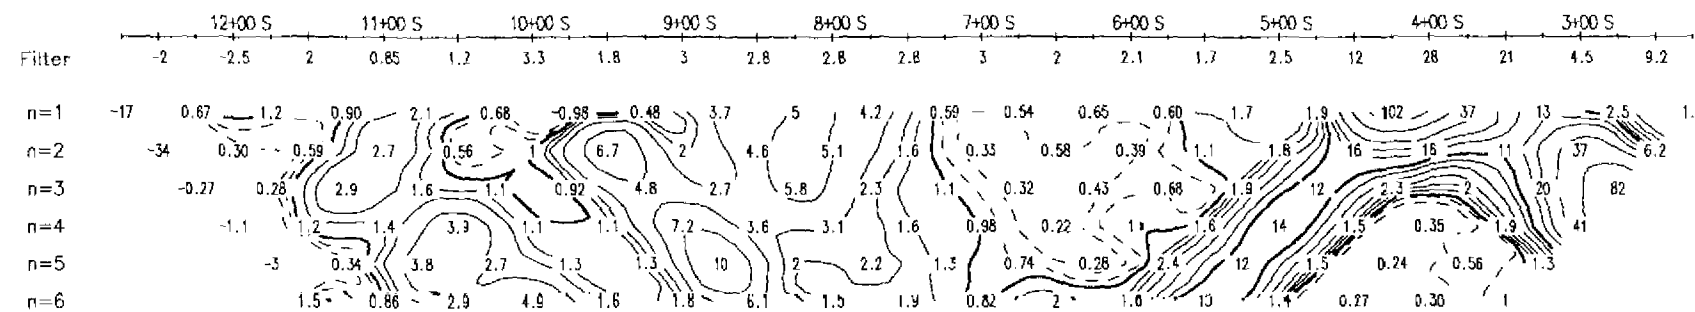 12+00 S 11+00 S 10+00 S 9+00 S 8+00 S 7+00 S 6+00 S 5+00 S 4+00 S 3+00 S
Filter -2 -2.5 2 0.85 1.2 3.3 1.8 3 2.8 2.8 2.8 3 2 2.1 1.7 2.5 12 28 21 4.5 9.2
n=1 -17 0.67 1.2 0.90 2.1 0.68 -0.98 0.48 3.7 5 4.2 0.59 0.54 0.65 0.60 1.7 1.9 102 37 13 2.5 1.
n=2 -34 0.30 0.59 2.7 0.56 1 6.7 2 4.6 5.1 1.6 0.33 0.58 0.39 1.1 1.8 16 16 11 37 6.2
n=3 -0.27 0.28 2.9 1.6 1.1 0.92 4.8 2.7 5.8 2.3 1.1 0.32 0.43 0.68 1.9 12 2.3 2 20 82
n=4 -1.1 1.2 1.4 3.9 1.1 1.1 7.2 3.6 3.1 1.6 0.98 0.22 1 1.6 14 1.5 0.35 1.9 41
n=5 -3 0.34 3.8 2.7 1.3 1.3 10 2 2.2 1.3 0.74 0.28 2.4 12 1.5 0.24 0.56 1.3
n=6 1.5 0.86 2.9 4.9 1.6 1.8 6.1 1.5 1.9 0.82 2 1.6 13 1.4 0.27 0.30 1